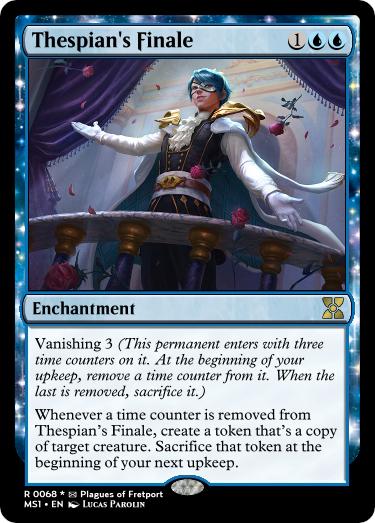 Thespian's Finale 1
Enchantment
Vanishing 3 (This permanent enters with three
time counters on it. At the beginning of your
upkeep, remove a time counter from it. When the
last is removed, sacrifice it.)
Whenever a time counter is removed from
Thespian's Finale, create a token that's a copy
of target creature. Sacrifice that token at the
beginning of your next upkeep.
R 0068 * Plagues of Fretport
MS1 • EN Lucas Parolin